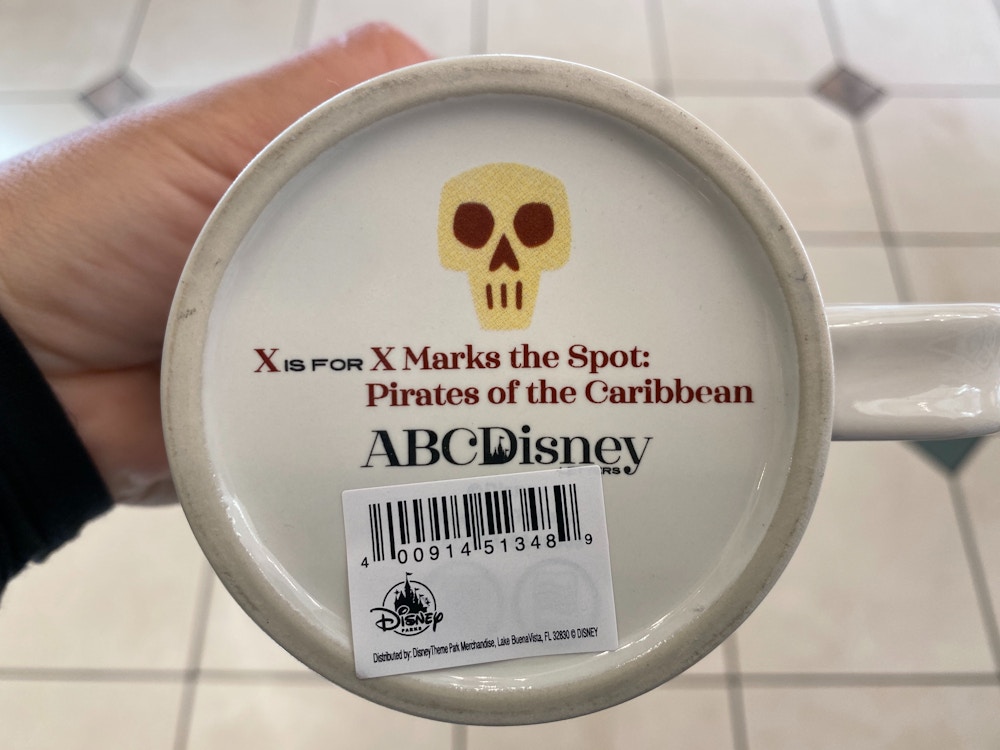 X IS FOR X Marks the Spot:
Pirates of the Caribbean
ABCDisney
4 00914 51348 9
Disney
PARKS
Distributed by: Disney Theme Park Merchandise, Lake Buena Vista, FL 32830 © DISNEY